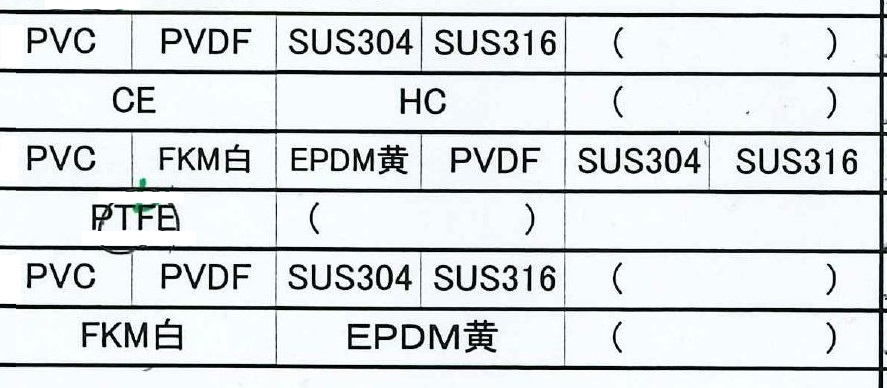 PVC PVDF SUS304 SUS316 ( )
CE HC ( )
PVC FKM白 EPDM黄 PVDF SUS304 SUS316
PTFE ( )
PVC PVDF SUS304 SUS316 ( )
FKM白 EPDM黄 ( )